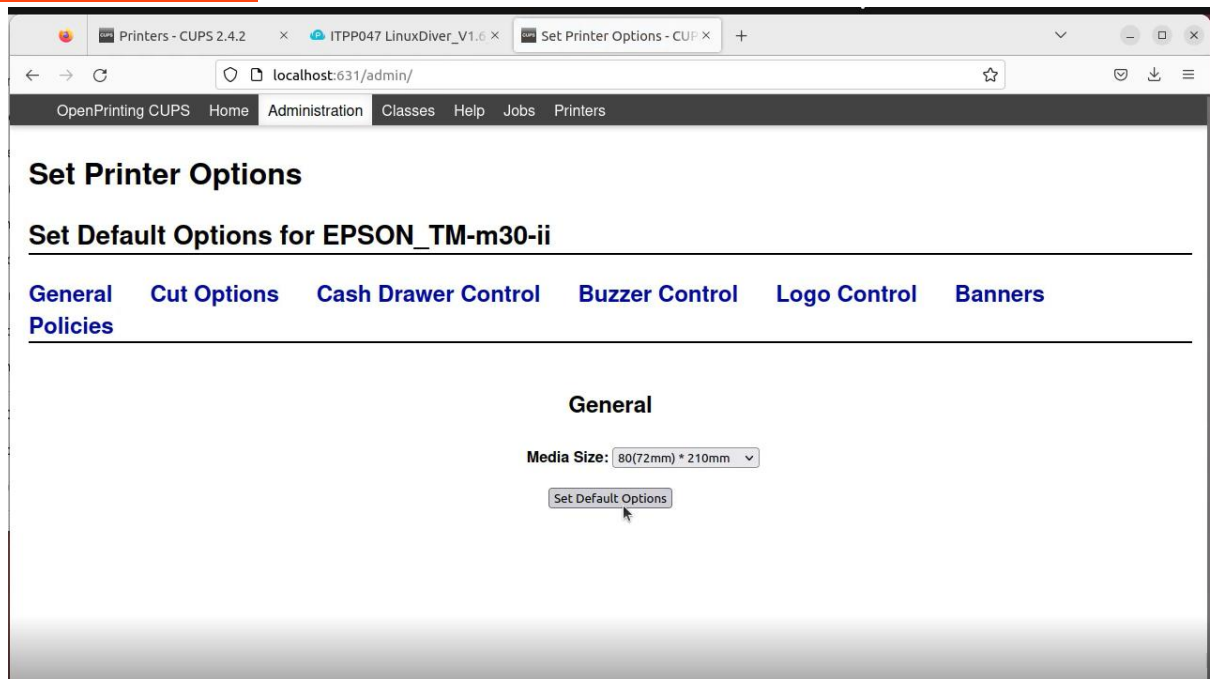 Printers - CUPS 2.4.2
ITPP047 LinuxDiver_V1.6
Set Printer Options - CUP
localhost:631/admin/
OpenPrinting CUPS Home Administration Classes Help Jobs Printers
Set Printer Options
Set Default Options for EPSON_TM-m30-ii
General Cut Options Cash Drawer Control Buzzer Control Logo Control Banners
Policies
General
Media Size: 80(72mm) * 210mm
Set Default Options